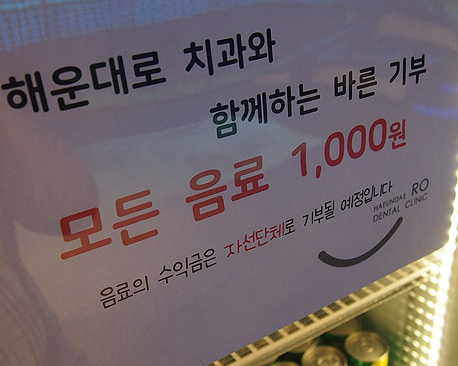 해운대로 치과와
함께하는 바른 기부
모든 음료 1,000원
음료의 수익금은 자선단체로 기부될 예정입니다
HAEUNDAE RO
DENTAL CLINIC